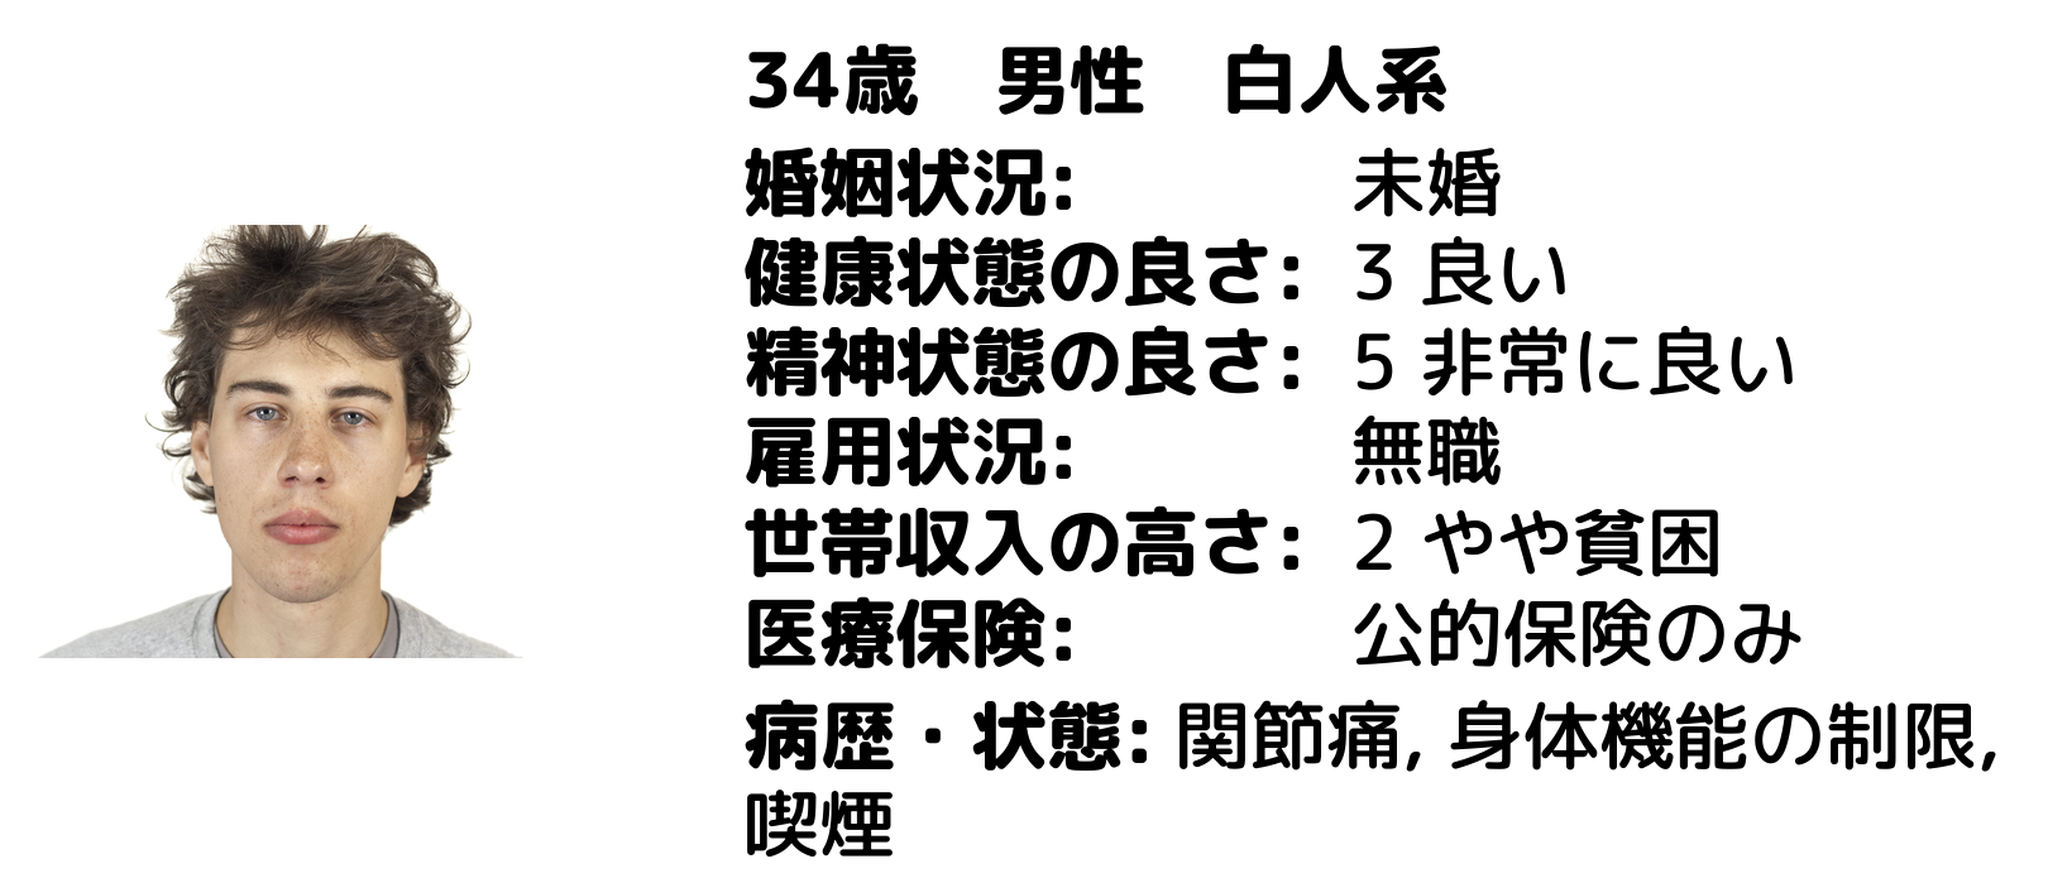 34歳　男性　白人系
婚姻状況: 未婚
健康状態の良さ: 3 良い
精神状態の良さ: 5 非常に良い
雇用状況: 無職
世帯収入の高さ: 2 やや貧困
医療保険: 公的保険のみ
病歴・状態: 関節痛, 身体機能の制限,
喫煙